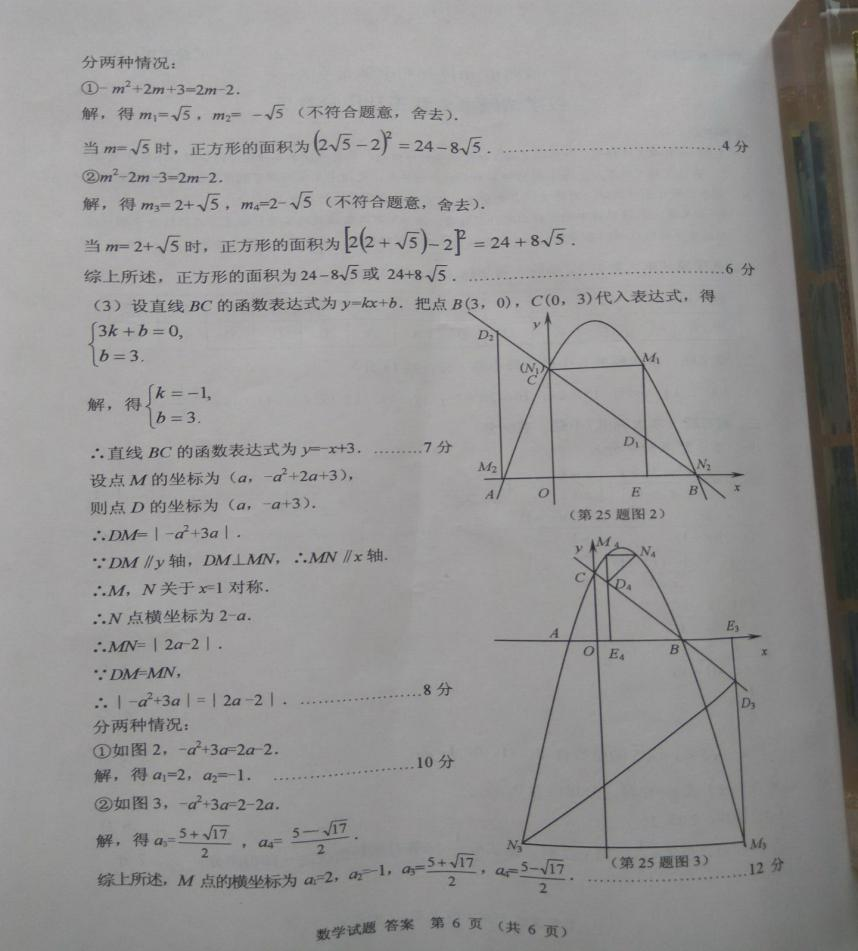 分两种情况:
①- m²+2m+3=2m-2.
解,得 m₁=√5,m₂= -√5(不符合题意,舍去).
当 m=√5 时,正方形的面积为(2√5-2)²=24-8√5. ……………………………4 分
②m²-2m-3=2m-2.
解,得 m₃= 2+√5,m₄=2-√5(不符合题意,舍去).
当 m= 2+√5 时,正方形的面积为[2(2+√5)-2]²=24+8√5.
综上所述,正方形的面积为 24-8√5 或 24+8√5. ……………………………6 分
(3)设直线 BC 的函数表达式为 y=kx+b.把点 B(3,0),C(0,3)代入表达式,得
{3k+b=0,
b=3.
解,得{k=-1,
b=3.
∴直线 BC 的函数表达式为 y=-x+3. ………7 分
设点 M 的坐标为(a,-a²+2a+3),
则点 D 的坐标为(a,-a+3).
∴DM=|-a²+3a|.
∵DM∥y 轴,DM⊥MN,∴MN∥x 轴.
∴M,N 关于 x=1 对称.
∴N 点横坐标为 2-a.
∴MN=|2a-2|.
∵DM=MN,
∴|-a²+3a|=|2a-2|. ………………8 分
分两种情况:
①如图 2,-a²+3a=2a-2.
解,得 a₁=2,a₂=-1. ………………10 分
②如图 3,-a²+3a=2-2a.
解,得 a₃=(5+√17)/2,a₄=(5-√17)/2.
综上所述,M 点的横坐标为 a₁=2,a₂=-1,a₃=(5+√17)/2,a₄=(5-√17)/2. ………………………12 分
y
D₂
(N₁)
C
M₁
D₁
M₂
N₂
A
O
E
B
x
(第 25 题图 2)
y
M₄
N₄
C
D₄
A
O
E₄
B
E₃
x
D₃
N₃
M₃
(第 25 题图 3)
数学试题 答案 第 6 页(共 6 页)